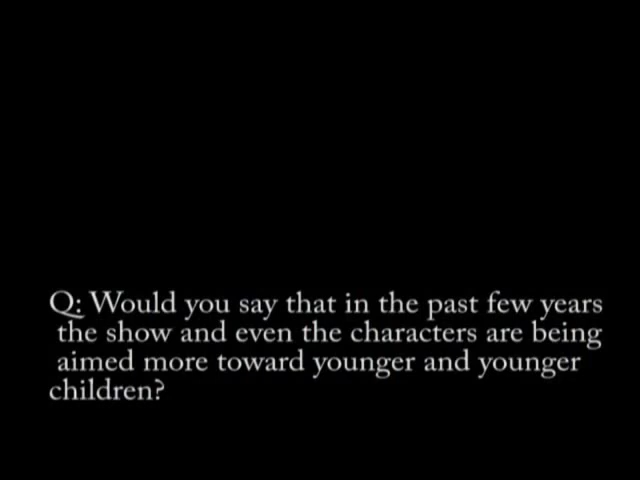 Q: Would you say that in the past few years
the show and even the characters are being
aimed more toward younger and younger
children?